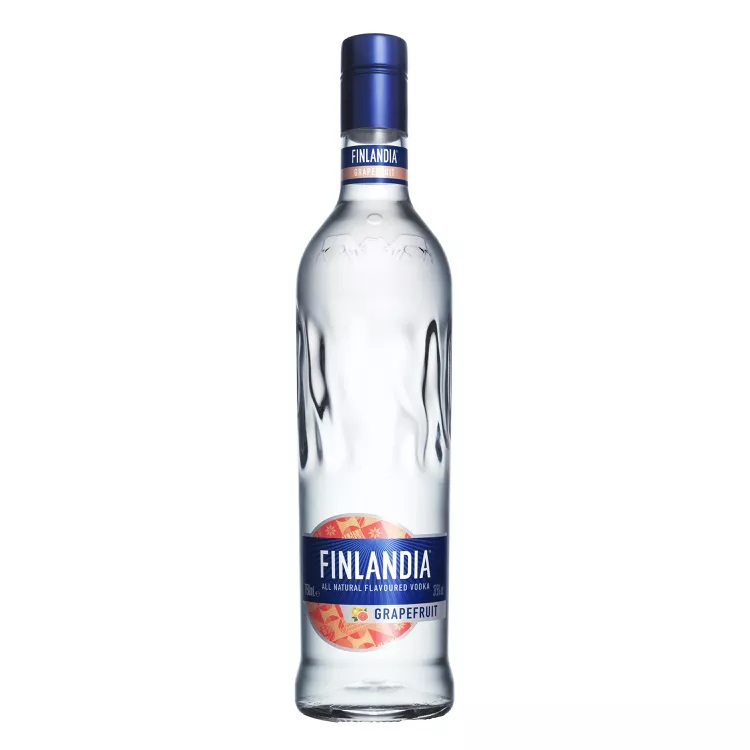 FINLANDIA
GRAPEFRUIT
FINLANDIA
ALL NATURAL FLAVOURED VODKA
GRAPEFRUIT